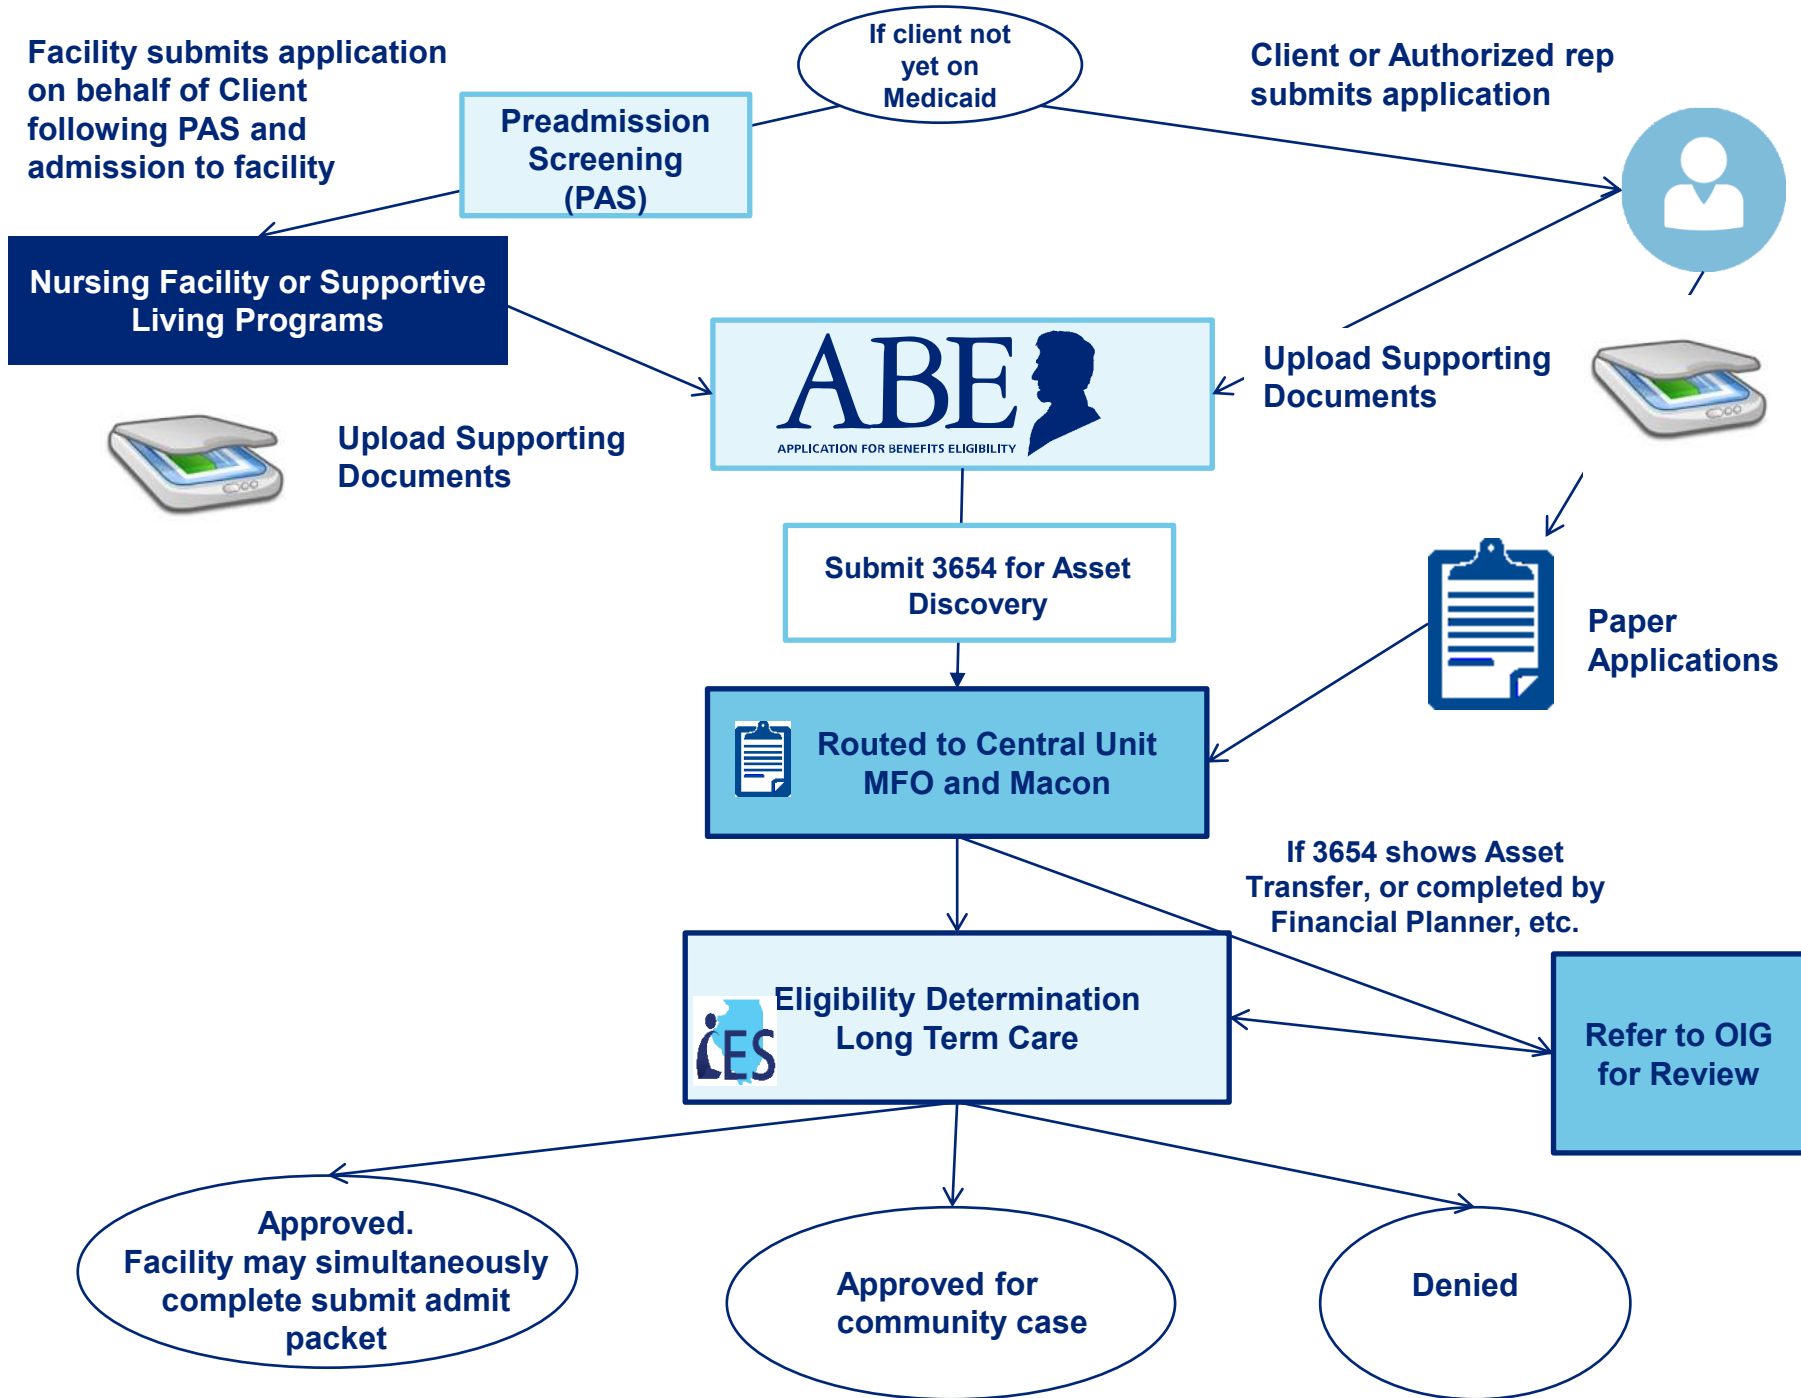 Facility submits application
on behalf of Client
following PAS and
admission to facility
If client not
yet on
Medicaid
Client or Authorized rep
submits application
Preadmission
Screening
(PAS)
Nursing Facility or Supportive
Living Programs
ABE
APPLICATION FOR BENEFITS ELIGIBILITY
Upload Supporting
Documents
Upload Supporting
Documents
Submit 3654 for Asset
Discovery
Paper
Applications
Routed to Central Unit
MFO and Macon
If 3654 shows Asset
Transfer, or completed by
Financial Planner, etc.
Eligibility Determination
Long Term Care
iES
Refer to OIG
for Review
Approved.
Facility may simultaneously
complete submit admit
packet
Approved for
community case
Denied